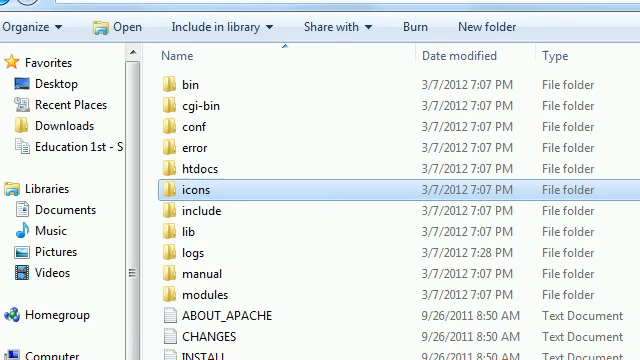 Organize Open Include in library Share with Burn New folder
Name Date modified Type
Favorites
Desktop
Recent Places
Downloads
Education 1st - S
Libraries
Documents
Music
Pictures
Videos
Homegroup
Computer
bin 3/7/2012 7:07 PM File folder
cgi-bin 3/7/2012 7:07 PM File folder
conf 3/7/2012 7:07 PM File folder
error 3/7/2012 7:07 PM File folder
htdocs 3/7/2012 7:07 PM File folder
icons 3/7/2012 7:07 PM File folder
include 3/7/2012 7:07 PM File folder
lib 3/7/2012 7:07 PM File folder
logs 3/7/2012 7:28 PM File folder
manual 3/7/2012 7:07 PM File folder
modules 3/7/2012 7:07 PM File folder
ABOUT_APACHE 9/26/2011 8:50 AM Text Document
CHANGES 9/26/2011 8:50 AM Text Document
INSTALL 9/26/2011 8:50 AM Text Document